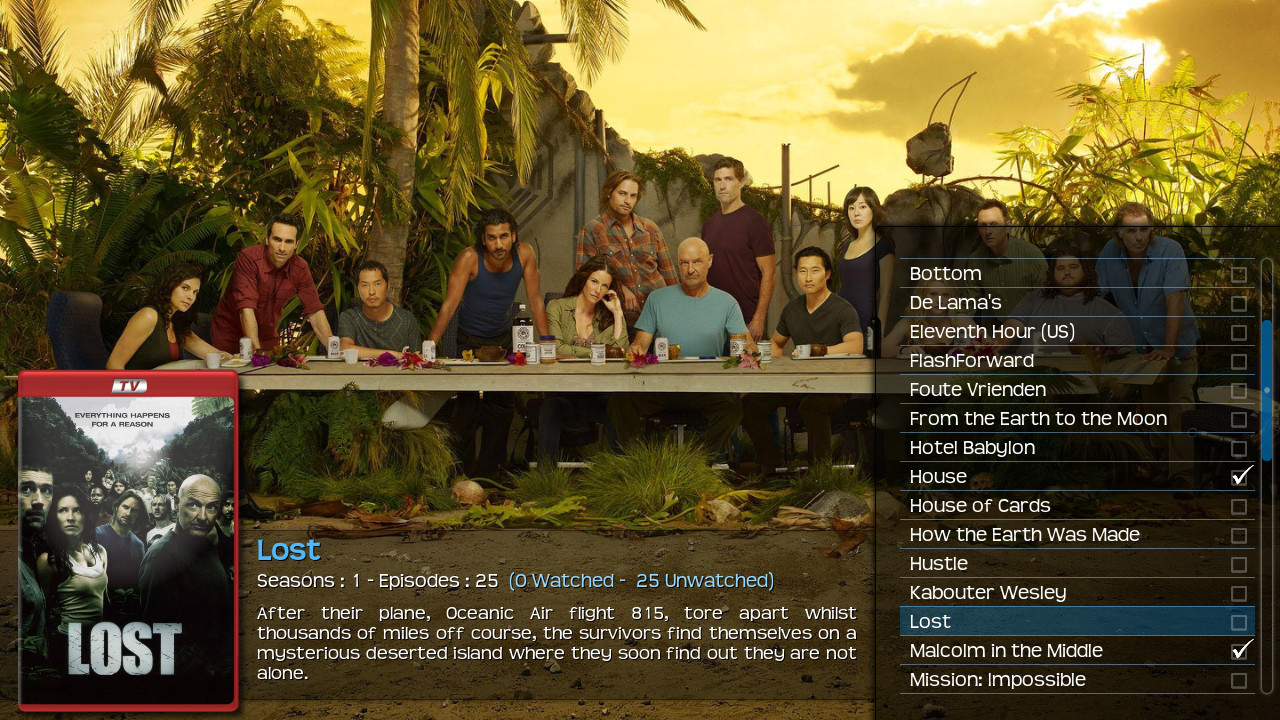 Bottom
De Lama's
Eleventh Hour (US)
FlashForward
Foute Vrienden
From the Earth to the Moon
Hotel Babylon
House
House of Cards
How the Earth Was Made
Hustle
Kabouter Wesley
Lost
Malcolm in the Middle
Mission: Impossible
TV
EVERYTHING HAPPENS
FOR A REASON
LOST
Lost
Seasons : 1 - Episodes : 25 (0 Watched - 25 Unwatched)
After their plane, Oceanic Air flight 815, tore apart whilst
thousands of miles off course, the survivors find themselves on a
mysterious deserted island where they soon find out they are not
alone.